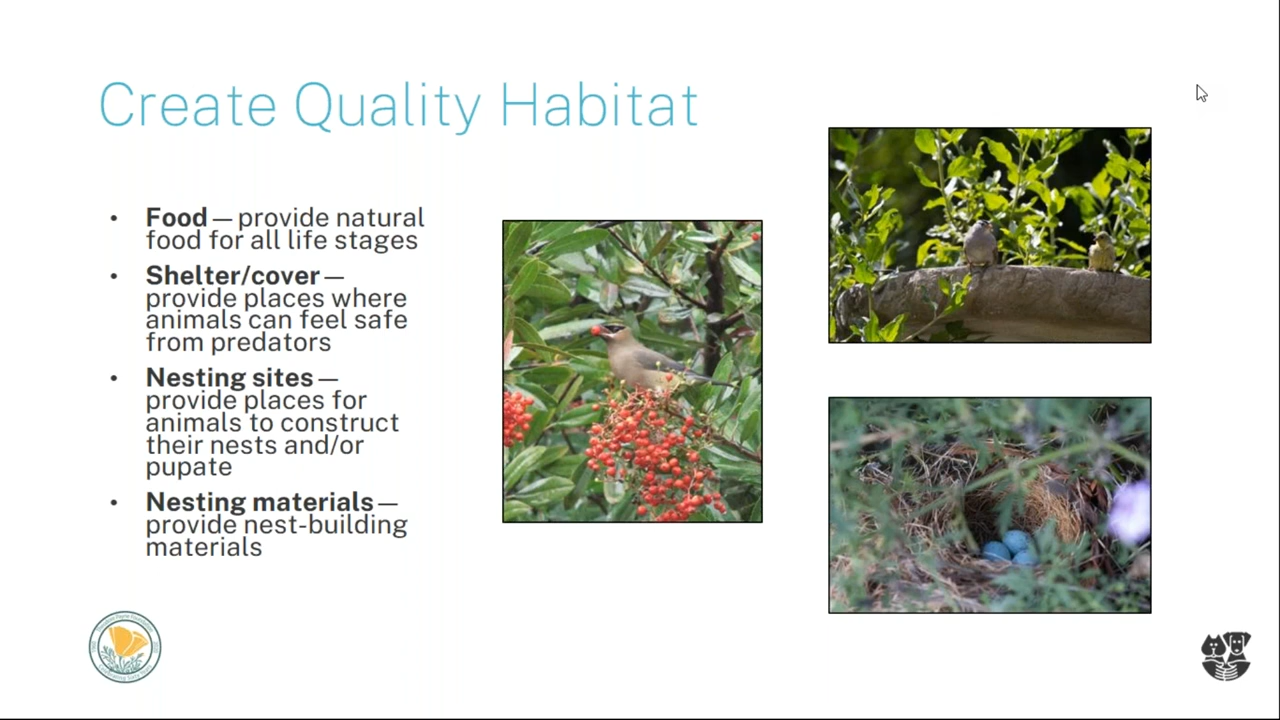 Create Quality Habitat
• Food — provide natural
food for all life stages
• Shelter/cover —
provide places where
animals can feel safe
from predators
• Nesting sites —
provide places for
animals to construct
their nests and/or
pupate
• Nesting materials —
provide nest-building
materials